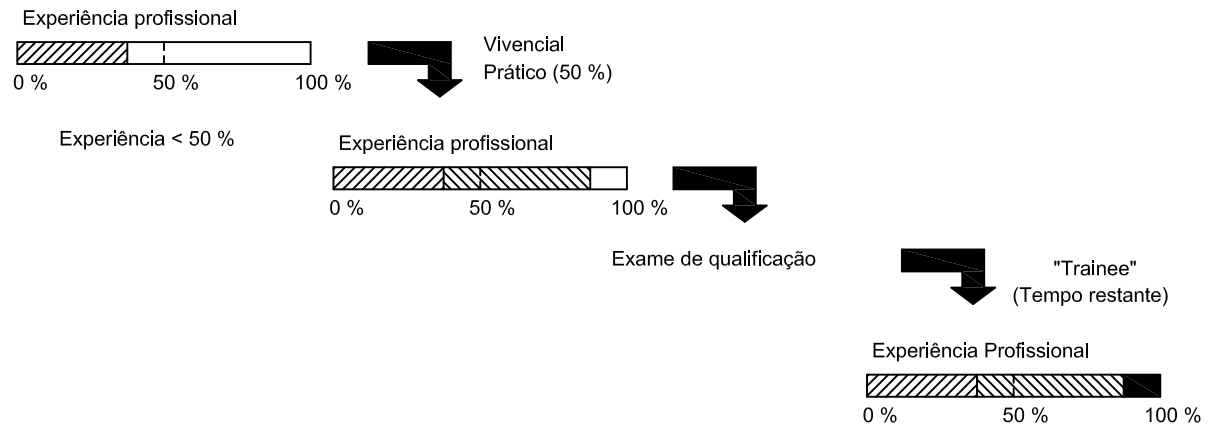 Experiência profissional
0 % 50 % 100 %
Vivencial
Prático (50 %)
Experiência < 50 %
Experiência profissional
0 % 50 % 100 %
Exame de qualificação
"Trainee"
(Tempo restante)
Experiência Profissional
0 % 50 % 100 %